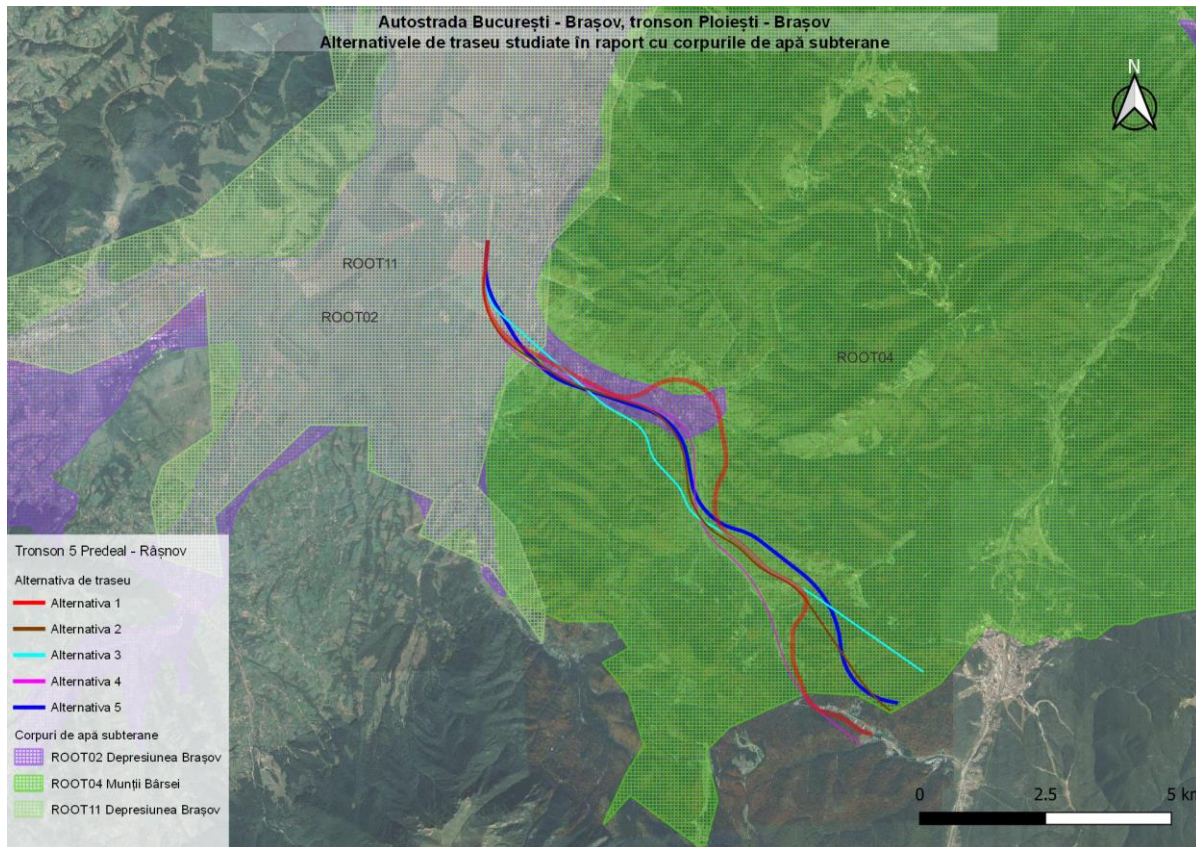 Autostrada București - Brașov, tronson Ploiești - Brașov
Alternativele de traseu studiate în raport cu corpurile de apă subterane
N
ROOT11
ROOT02
ROOT04
Tronson 5 Predeal - Râșnov
Alternativa de traseu
Alternativa 1
Alternativa 2
Alternativa 3
Alternativa 4
Alternativa 5
Corpuri de apă subterane
ROOT02 Depresiunea Brașov
ROOT04 Munții Bârsei
ROOT11 Depresiunea Brașov
0 2.5 5 km